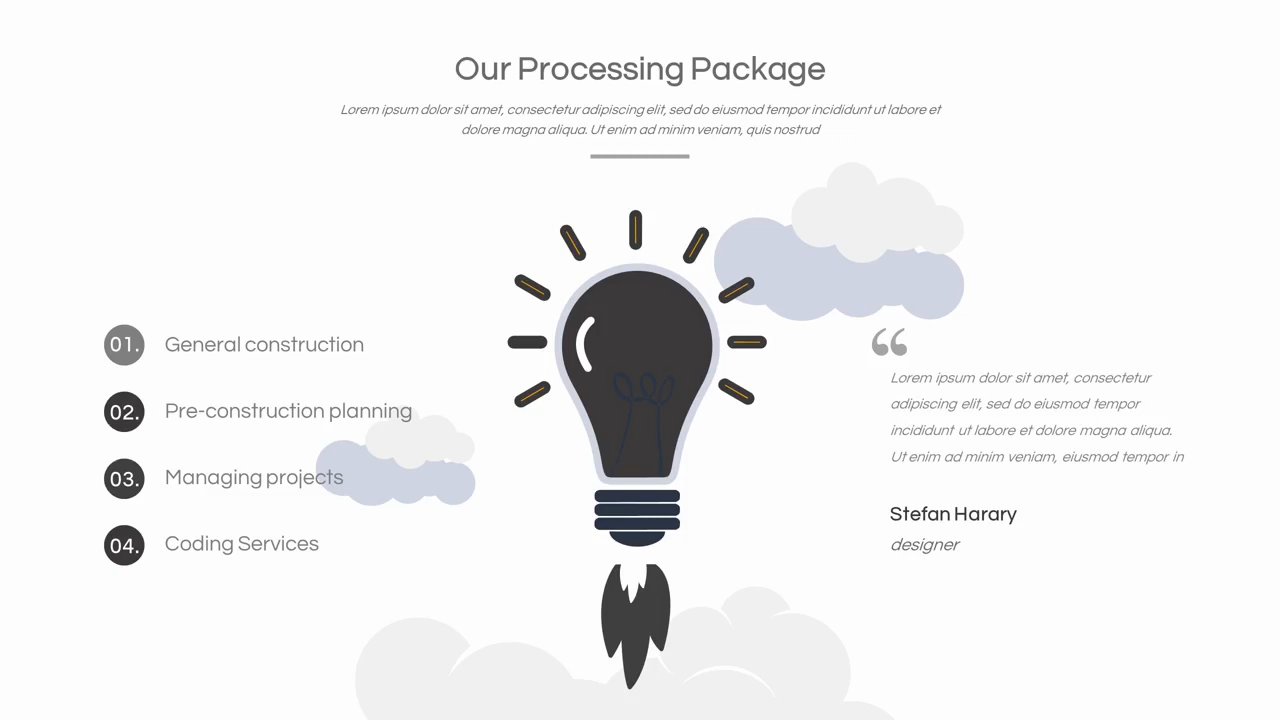 Our Processing Package
Lorem ipsum dolor sit amet, consectetur adipiscing elit, sed do eiusmod tempor incididunt ut labore et
dolore magna aliqua. Ut enim ad minim veniam, quis nostrud
01. General construction
02. Pre-construction planning
03. Managing projects
04. Coding Services
“
Lorem ipsum dolor sit amet, consectetur
adipiscing elit, sed do eiusmod tempor
incididunt ut labore et dolore magna aliqua.
Ut enim ad minim veniam, eiusmod tempor in
Stefan Harary
designer